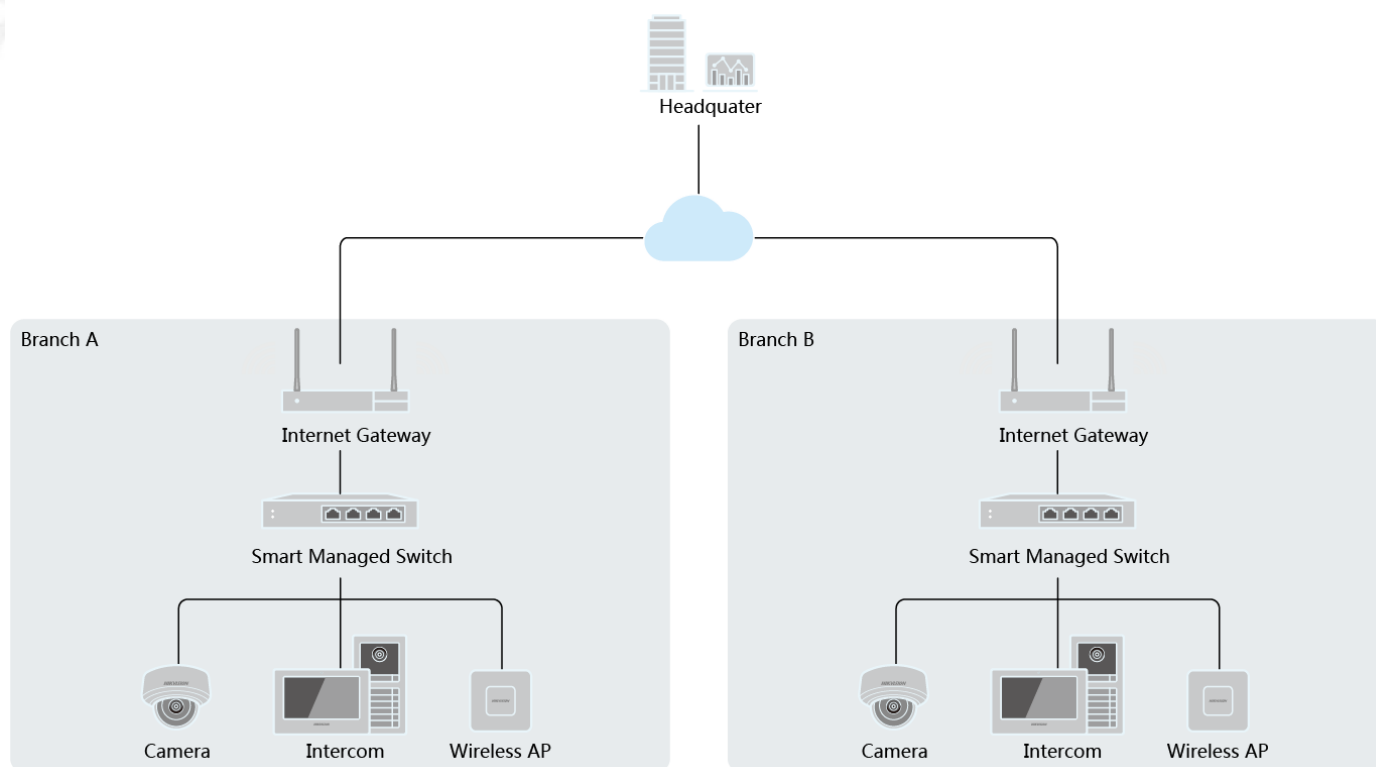 Headquater
Branch A
Internet Gateway
Smart Managed Switch
Camera
Intercom
Wireless AP
Branch B
Internet Gateway
Smart Managed Switch
Camera
Intercom
Wireless AP